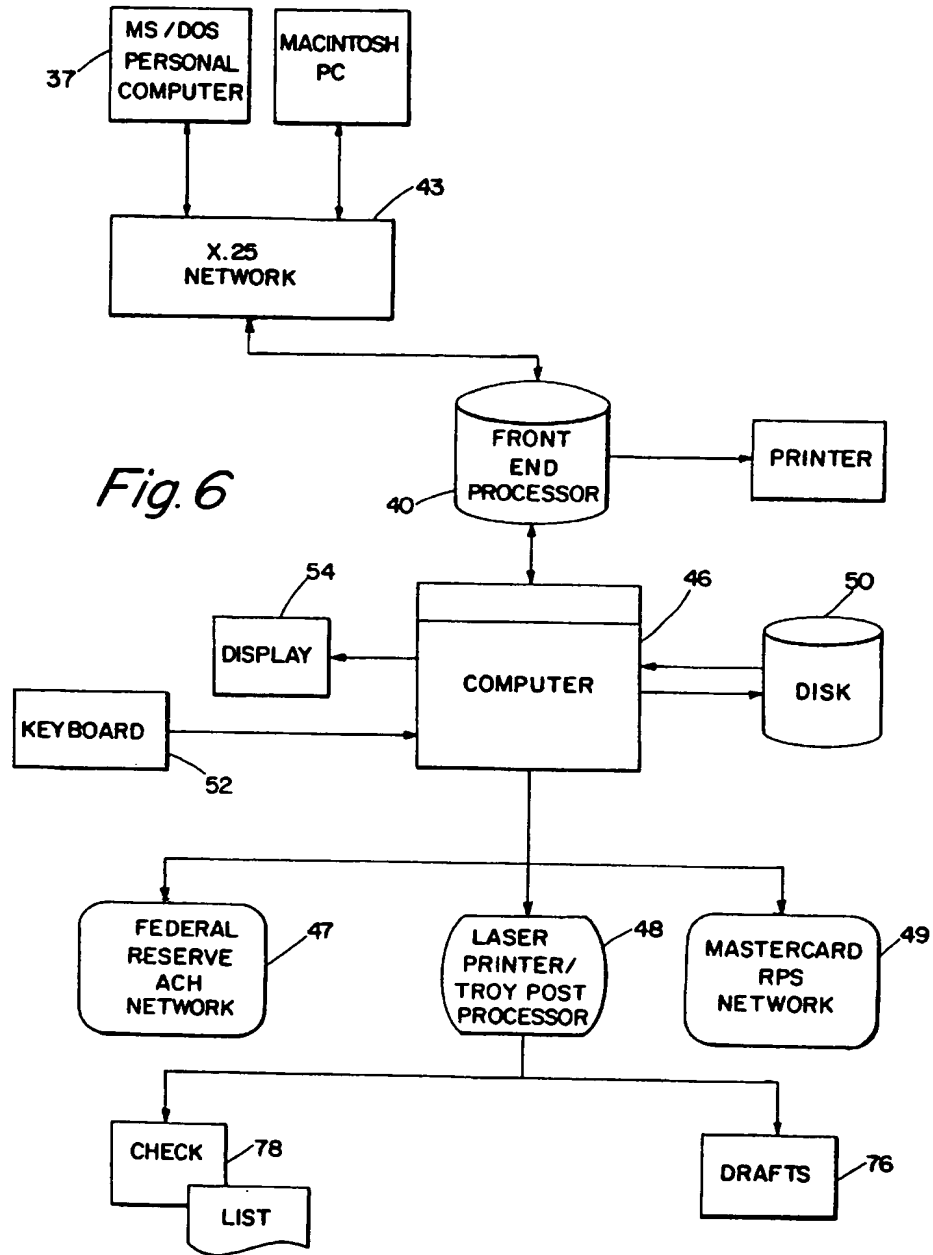 MS/DOS
PERSONAL
COMPUTER
37
MACINTOSH
PC
43
X.25
NETWORK
FRONT
END
PROCESSOR
40
PRINTER
Fig. 6
54
DISPLAY
46
COMPUTER
50
DISK
KEYBOARD
52
FEDERAL
RESERVE
ACH
NETWORK
47
LASER
PRINTER/
TROY POST
PROCESSOR
48
MASTERCARD
RPS
NETWORK
49
CHECK
78
LIST
DRAFTS
76